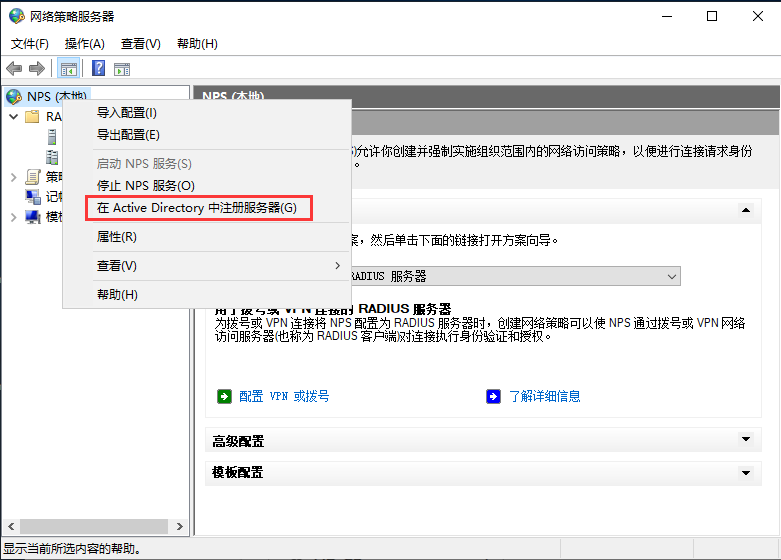 网络策略服务器
文件(F) 操作(A) 查看(V) 帮助(H)
NPS (本地)
RA
策
记
模
导入配置(I)
导出配置(E)
启动 NPS 服务(S)
停止 NPS 服务(O)
在 Active Directory 中注册服务器(G)
属性(R)
查看(V)
帮助(H)
NPS (本地)
)允许你创建并强制实施组织范围内的网络访问策略，以便进行连接请求身份
。
案，然后单击下面的链接打开方案向导。
RADIUS 服务器
用于拨号或 VPN 连接的 RADIUS 服务器
为拨号或 VPN 连接将 NPS 配置为 RADIUS 服务器时，创建网络策略可以使 NPS 通过拨号或 VPN 网络
访问服务器(也称为 RADIUS 客户端)对连接执行身份验证和授权。
配置 VPN 或拨号
了解详细信息
高级配置
模板配置
显示当前所选内容的帮助。